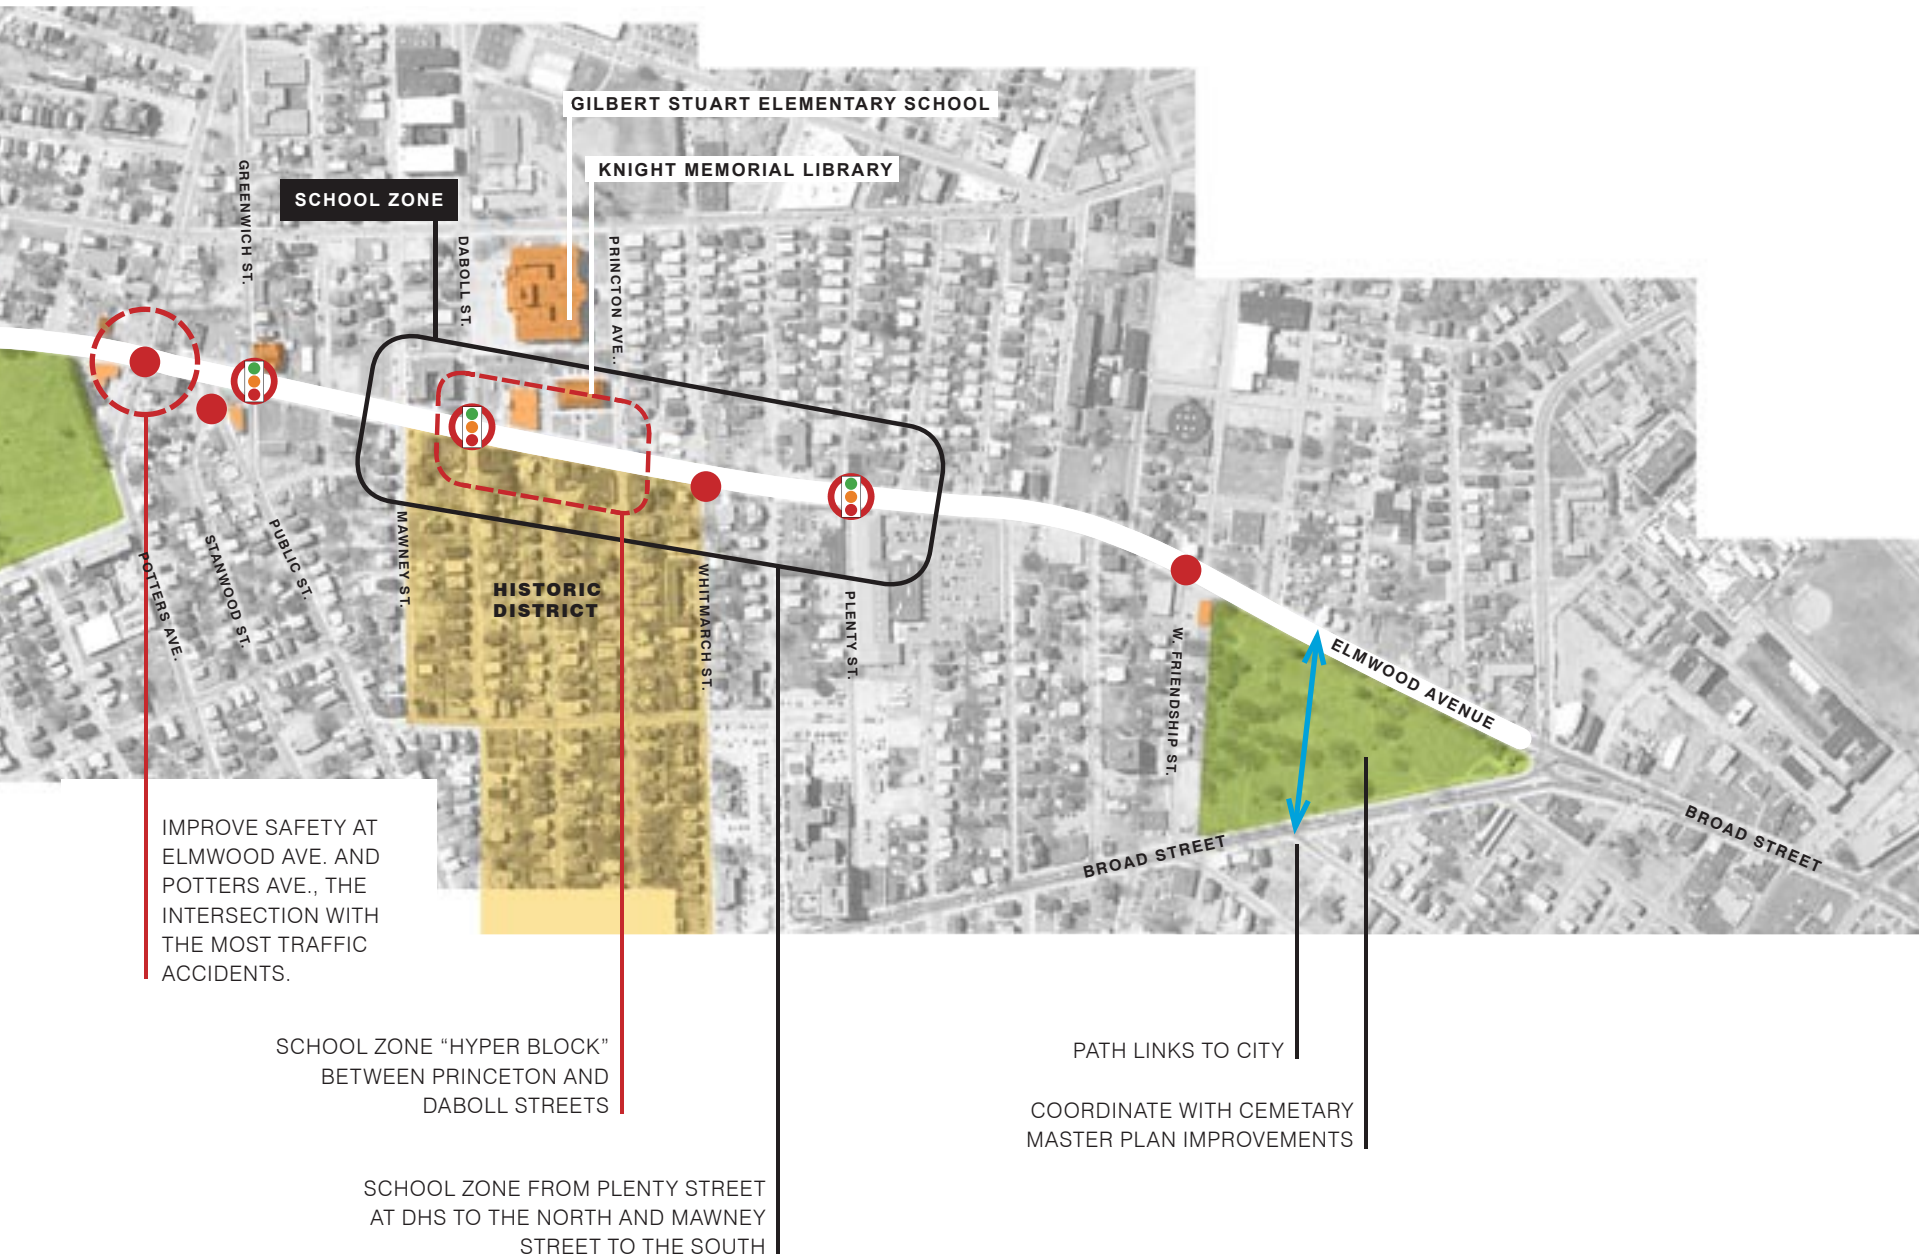 GILBERT STUART ELEMENTARY SCHOOL
KNIGHT MEMORIAL LIBRARY
SCHOOL ZONE
GREENWICH ST.
DABOLL ST.
PRINCTON AVE..
POTTERS AVE.
STANWOOD ST.
PUBLIC ST.
MAWNEY ST.
HISTORIC
DISTRICT
WHITMARCH ST.
PLENTY ST.
W. FRIENDSHIP ST.
ELMWOOD AVENUE
BROAD STREET
BROAD STREET
IMPROVE SAFETY AT
ELMWOOD AVE. AND
POTTERS AVE., THE
INTERSECTION WITH
THE MOST TRAFFIC
ACCIDENTS.
SCHOOL ZONE “HYPER BLOCK”
BETWEEN PRINCETON AND
DABOLL STREETS
PATH LINKS TO CITY
COORDINATE WITH CEMETARY
MASTER PLAN IMPROVEMENTS
SCHOOL ZONE FROM PLENTY STREET
AT DHS TO THE NORTH AND MAWNEY
STREET TO THE SOUTH